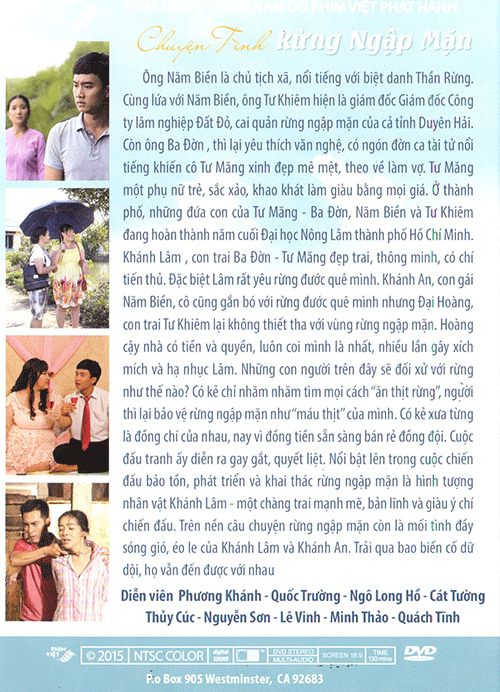 PHIM TRUYỆN MIỀN NAM DO PHIM VIỆT PHÁT HÀNH
Chuyện Tình Rừng Ngập Mặn
Ông Năm Biền là chủ tịch xã, nổi tiếng với biệt danh Thần Rừng.
Cùng lứa với Năm Biền, ông Tư Khiêm hiện là giám đốc Giám đốc Công
ty lâm nghiệp Đất Đỏ, cai quản rừng ngập mặn của cả tỉnh Duyên Hải.
Còn ông Ba Đờn , thì lại yêu thích văn nghệ, có ngón đờn ca tài tử nổi
tiếng khiến cô Tư Măng xinh đẹp mê mệt, theo về làm vợ. Tư Măng
một phụ nữ trẻ, sắc xảo, khao khát làm giàu bằng mọi giá. Ở thành
phố, những đứa con của Tư Măng - Ba Đờn, Năm Biền và Tư Khiêm
đang hoàn thành năm cuối Đại học Nông Lâm thành phố Hồ Chí Minh.
Khánh Lâm , con trai Ba Đờn - Tư Măng đẹp trai, thông minh, có chí
tiến thủ. Đặc biệt Lâm rất yêu rừng đước quê mình. Khánh An, con gái
Năm Biền, cô cũng gắn bó với rừng đước quê mình nhưng Đại Hoàng,
con trai Tư Khiêm lại không thiết tha với vùng rừng ngập mặn. Hoàng
cậy nhà có tiền và quyền, luôn coi mình là nhất, nhiều lần gây xích
mích và hạ nhục Lâm. Những con người trên đây sẽ đối xử với rừng
như thế nào? Có kẻ chỉ nhăm nhăm tìm mọi cách "ăn thịt rừng", người
thì lại bảo vệ rừng ngập mặn như "máu thịt" của mình. Có kẻ xưa từng
là đồng chí của nhau, nay vì đồng tiền sẵn sàng bán rẻ đồng đội. Cuộc
đấu tranh ấy diễn ra gay gắt, quyết liệt. Nổi bật lên trong cuộc chiến
đấu bảo tồn, phát triển và khai thác rừng ngập mặn là hình tượng
nhân vật Khánh Lâm - một chàng trai mạnh mẽ, bản lĩnh và giàu ý chí
chiến đấu. Trên nền câu chuyện rừng ngập mặn còn là mối tình đầy
sóng gió, éo le của Khánh Lâm và Khánh An. Trải qua bao biến cố dữ
dội, họ vẫn đến được với nhau
Diễn viên Phương Khánh - Quốc Trường - Ngô Long Hồ - Cát Tường
Thủy Cúc - Nguyễn Sơn - Lê Vinh - Minh Thảo - Quách Tĩnh
PHIM VIỆT © 2015 NTSC COLOR digital SOUND DVD STEREO MULTI-AUDIO SCREEN 16:9 TIME 130 mins DVD
P.o Box 905 Westminster, CA 92683